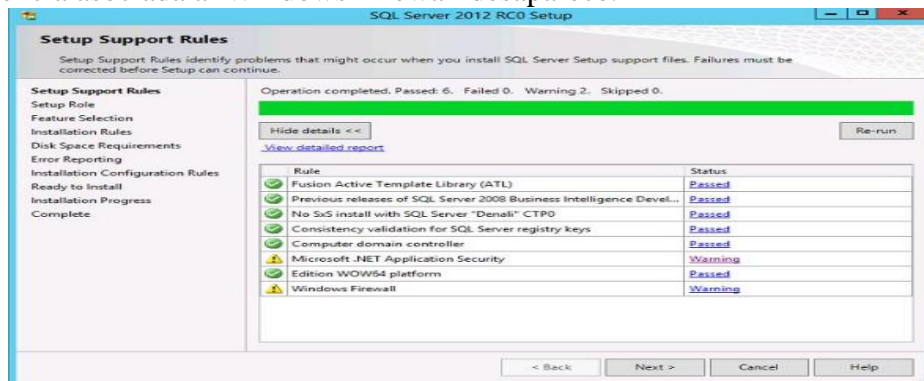 SQL Server 2012 RC0 Setup
Setup Support Rules
Setup Support Rules identify problems that might occur when you install SQL Server Setup support files. Failures must be
corrected before Setup can continue.
Setup Support Rules
Setup Role
Feature Selection
Installation Rules
Disk Space Requirements
Error Reporting
Installation Configuration Rules
Ready to Install
Installation Progress
Complete
Operation completed. Passed: 6. Failed 0. Warning 2. Skipped 0.
Hide details <<
Re-run
View detailed report
Rule Status
Fusion Active Template Library (ATL) Passed
Previous releases of SQL Server 2008 Business Intelligence Devel... Passed
No SxS install with SQL Server "Denali" CTP0 Passed
Consistency validation for SQL Server registry keys Passed
Computer domain controller Passed
Microsoft .NET Application Security Warning
Edition WOW64 platform Passed
Windows Firewall Warning
< Back Next > Cancel Help